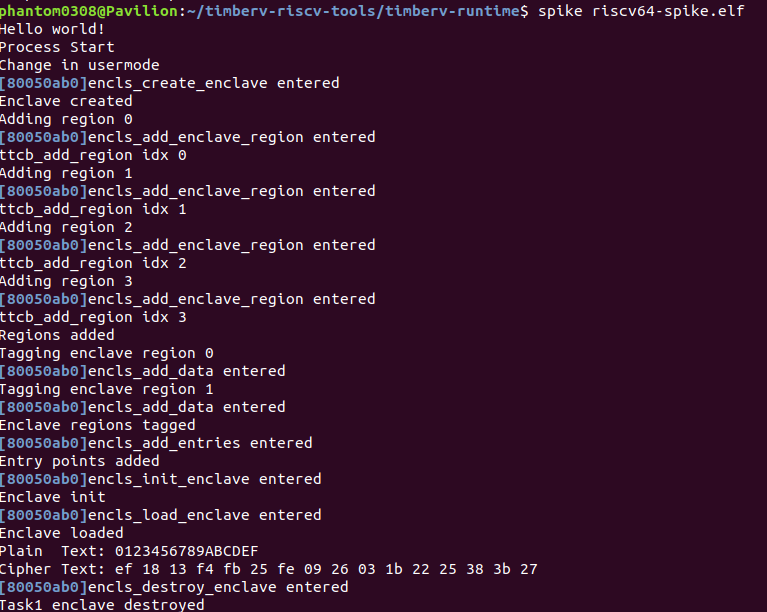 phantom0308@Pavilion:~/timberv-riscv-tools/timberv-runtime$ spike riscv64-spike.elf
Hello world!
Process Start
Change in usermode
[80050ab0]encls_create_enclave entered
Enclave created
Adding region 0
[80050ab0]encls_add_enclave_region entered
ttcb_add_region idx 0
Adding region 1
[80050ab0]encls_add_enclave_region entered
ttcb_add_region idx 1
Adding region 2
[80050ab0]encls_add_enclave_region entered
ttcb_add_region idx 2
Adding region 3
[80050ab0]encls_add_enclave_region entered
ttcb_add_region idx 3
Regions added
Tagging enclave region 0
[80050ab0]encls_add_data entered
Tagging enclave region 1
[80050ab0]encls_add_data entered
Enclave regions tagged
[80050ab0]encls_add_entries entered
Entry points added
[80050ab0]encls_init_enclave entered
Enclave init
[80050ab0]encls_load_enclave entered
Enclave loaded
Plain  Text: 0123456789ABCDEF
Cipher Text: ef 18 13 f4 fb 25 fe 09 26 03 1b 22 25 38 3b 27
[80050ab0]encls_destroy_enclave entered
Task1 enclave destroyed